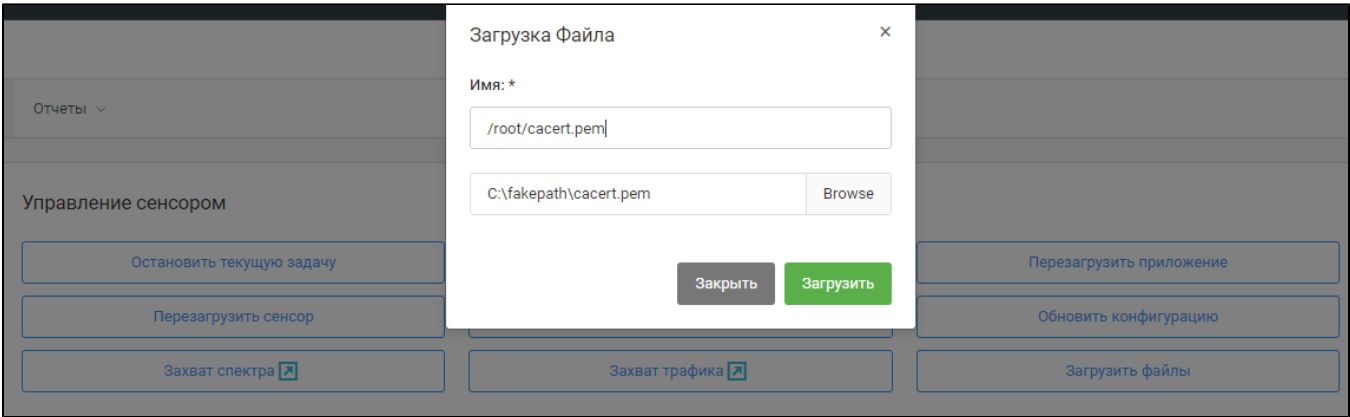 Загрузка Файла
×
Имя: *
/root/cacert.pem
C:\fakepath\cacert.pem Browse
Закрыть Загрузить
Отчеты
Управление сенсором
Остановить текущую задачу Перезагрузить приложение
Перезагрузить сенсор Обновить конфигурацию
Захват спектра Захват трафика Загрузить файлы